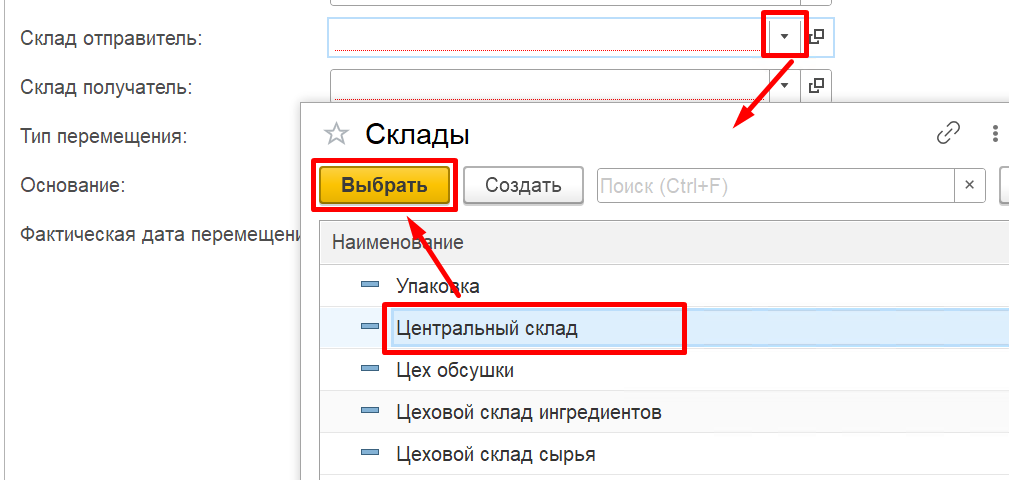 Склад отправитель:
Склад получатель:
Тип перемещения:
Основание:
Фактическая дата перемещени
Склады
Выбрать
Создать
Поиск (Ctrl+F)
Наименование
Упаковка
Центральный склад
Цех обсушки
Цеховой склад ингредиентов
Цеховой склад сырья